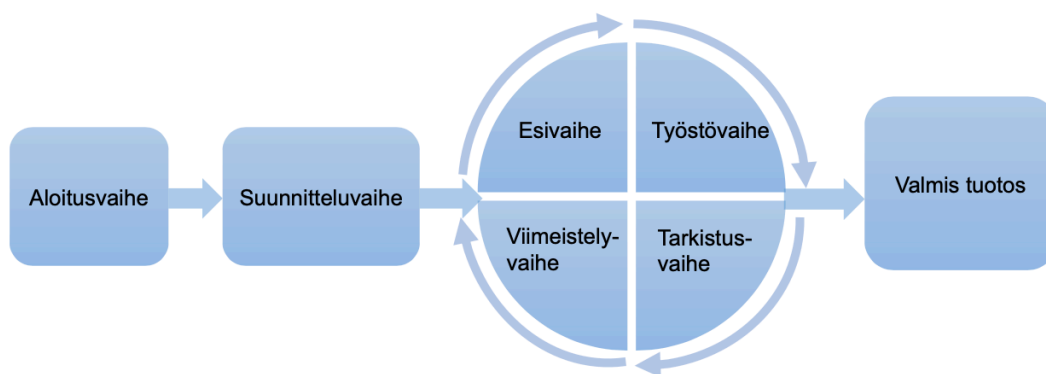 Aloitusvaihe
Suunnitteluvaihe
Esivaihe
Työstövaihe
Viimeistely-
vaihe
Tarkistus-
vaihe
Valmis tuotos